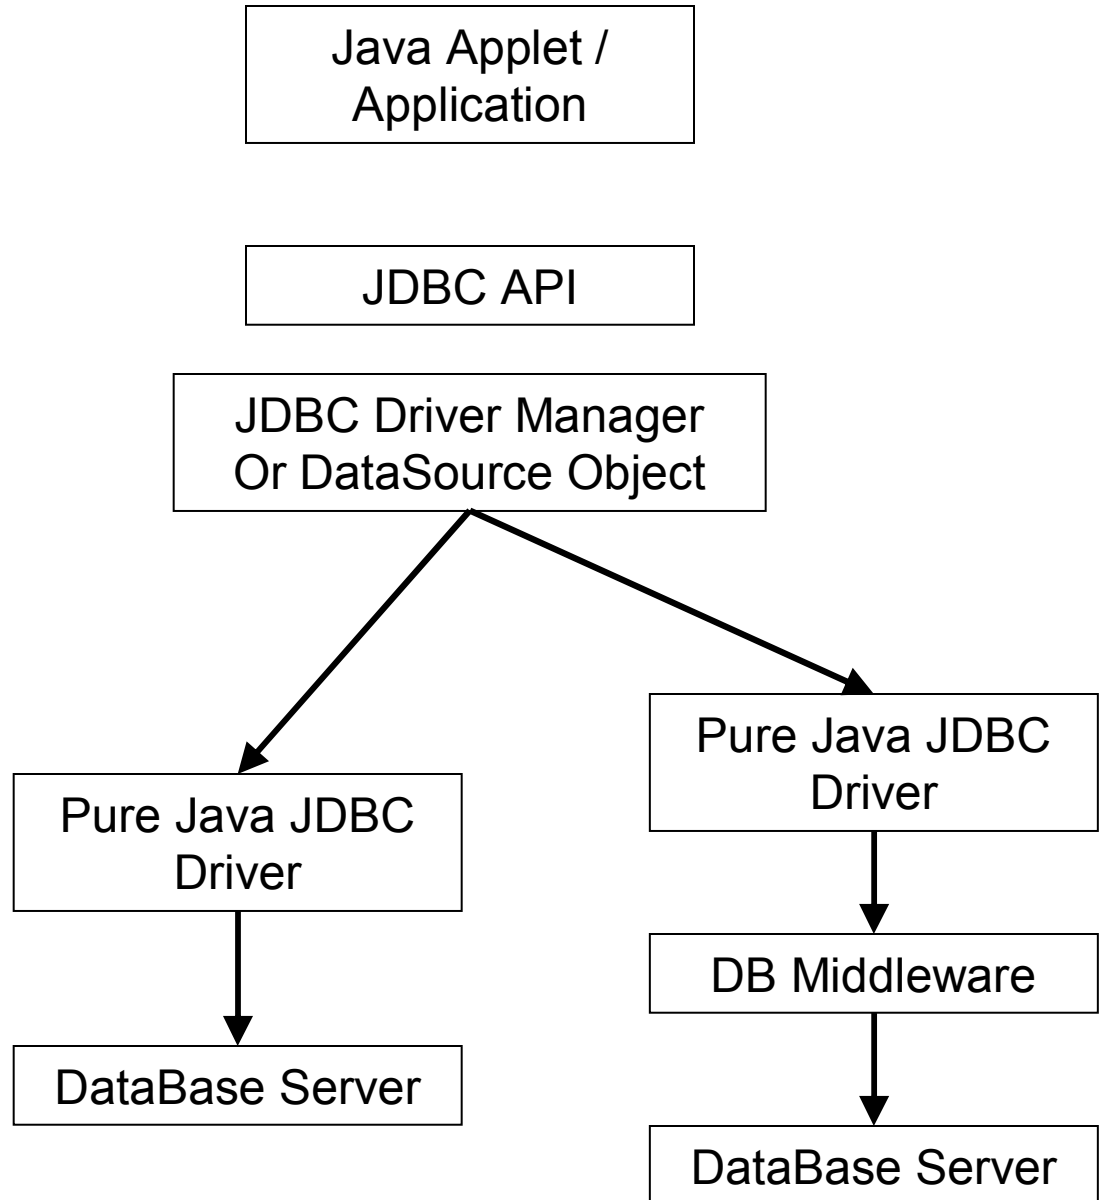 Java Applet /
Application
JDBC API
JDBC Driver Manager
Or DataSource Object
Pure Java JDBC
Driver
DataBase Server
Pure Java JDBC
Driver
DB Middleware
DataBase Server